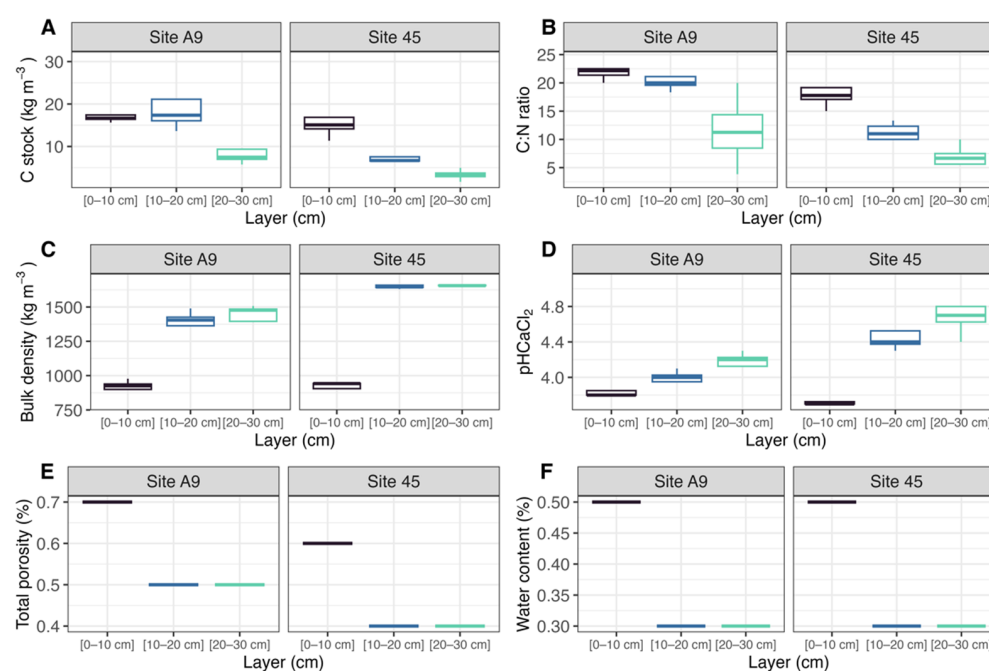 A
Site A9
Site 45
C stock (kg m⁻³ )
30
20
10
[0–10 cm] [10–20 cm] [20–30 cm]
[0–10 cm] [10–20 cm] [20–30 cm]
Layer (cm)
B
Site A9
Site 45
C:N ratio
25
20
15
10
5
[0–10 cm] [10–20 cm] [20–30 cm]
[0–10 cm] [10–20 cm] [20–30 cm]
Layer (cm)
C
Site A9
Site 45
Bulk density (kg m⁻³ )
1500
1250
1000
750
[0–10 cm] [10–20 cm] [20–30 cm]
[0–10 cm] [10–20 cm] [20–30 cm]
Layer (cm)
D
Site A9
Site 45
pHCaCl₂
4.8
4.4
4.0
[0–10 cm] [10–20 cm] [20–30 cm]
[0–10 cm] [10–20 cm] [20–30 cm]
Layer (cm)
E
Site A9
Site 45
Total porosity (%)
0.7
0.6
0.5
0.4
[0–10 cm] [10–20 cm] [20–30 cm]
[0–10 cm] [10–20 cm] [20–30 cm]
Layer (cm)
F
Site A9
Site 45
Water content (%)
0.50
0.45
0.40
0.35
0.30
[0–10 cm] [10–20 cm] [20–30 cm]
[0–10 cm] [10–20 cm] [20–30 cm]
Layer (cm)